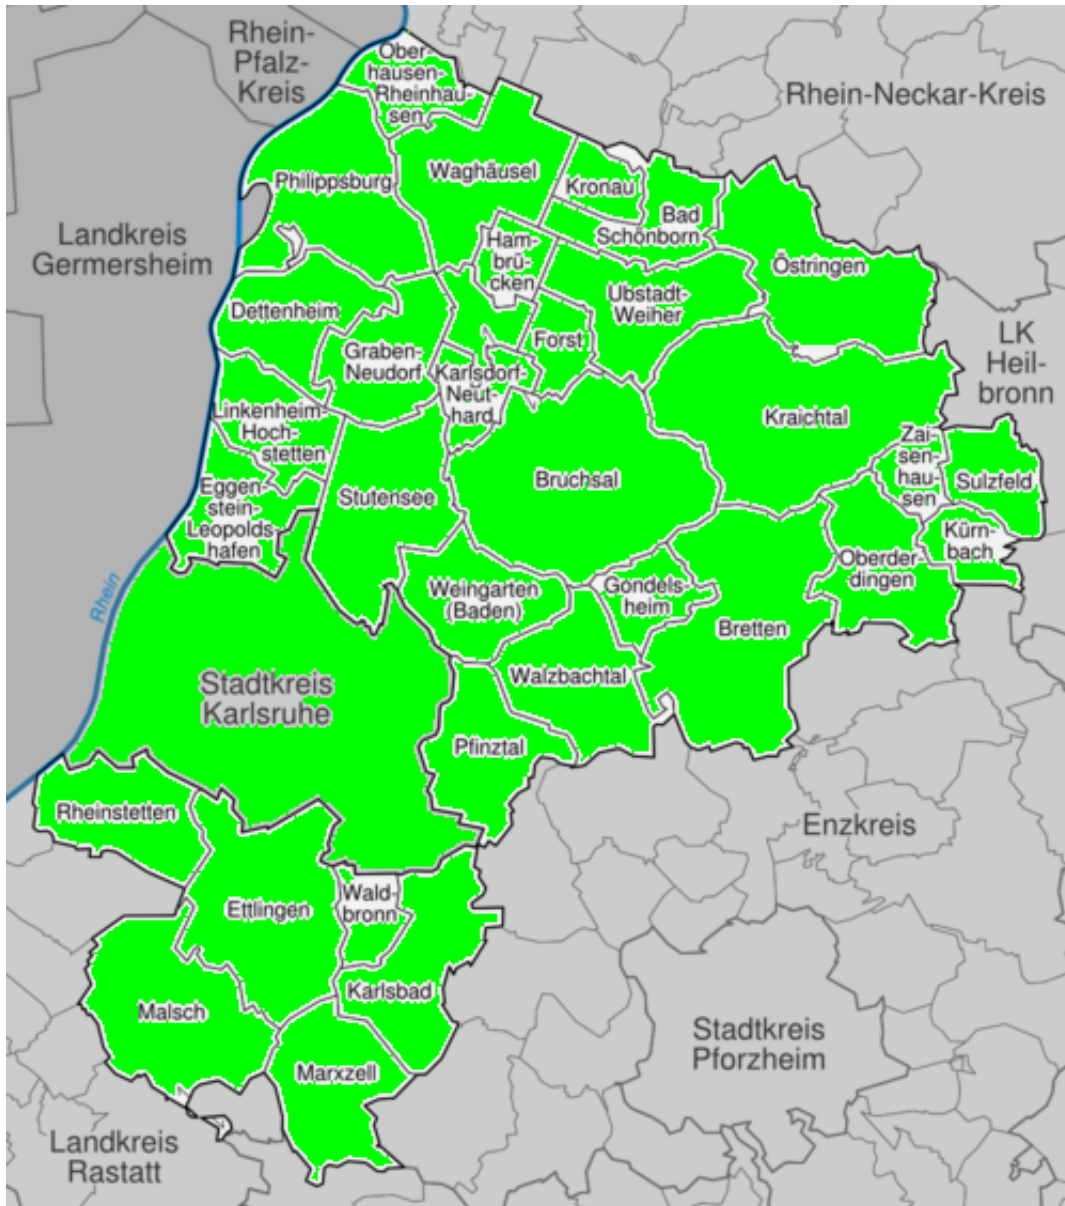 Rhein-
Pfalz-
Kreis
Ober-
hausen-
Rheinhau-
sen
Rhein-Neckar-Kreis
Philippsburg
Waghäusel
Kronau
Bad
Schönborn
Landkreis
Germersheim
Ham-
brü-
cken
Östringen
Ubstadt-
Weiher
Dettenheim
Forst
LK
Heil-
bronn
Graben-
Neudorf
Karlsdorf-
Neut-
hard
Linkenheim-
Hoch-
stetten
Kraichtal
Zai-
sen-
hau-
sen
Bruchsal
Sulzfeld
Stutensee
Eggen-
stein-
Leopolds
hafen
Kürn-
bach
Oberder-
dingen
Rhein
Weingarten
(Baden)
Gondels-
heim
Bretten
Stadtkreis
Karlsruhe
Walzbachtal
Pfinztal
Rheinstetten
Enzkreis
Wald-
bronn
Ettlingen
Karlsbad
Malsch
Stadtkreis
Pforzheim
Marxzell
Landkreis
Rastatt